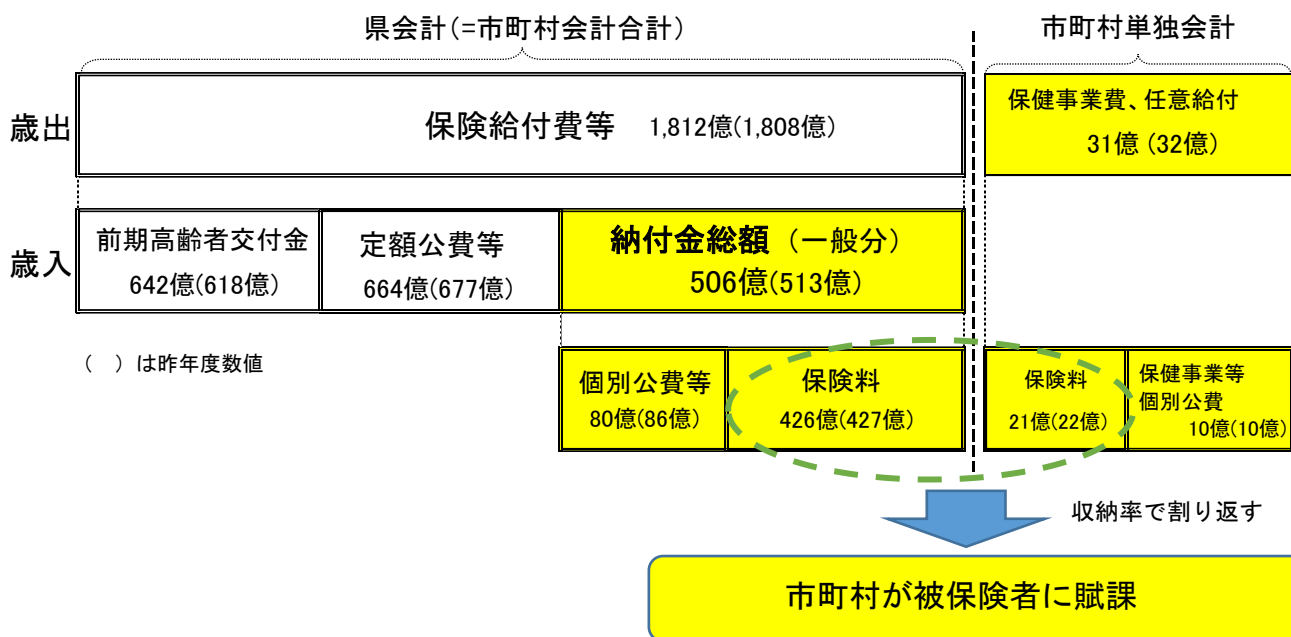 県会計(=市町村会計合計)
市町村単独会計
歳出
保険給付費等 1,812億(1,808億)
保健事業費、任意給付
31億 (32億)
歳入
前期高齢者交付金
642億(618億)
定額公費等
664億(677億)
納付金総額（一般分）
506億(513億)
（ ）は昨年度数値
個別公費等
80億(86億)
保険料
426億(427億)
保険料
21億(22億)
保健事業等
個別公費
10億(10億)
収納率で割り返す
市町村が被保険者に賦課